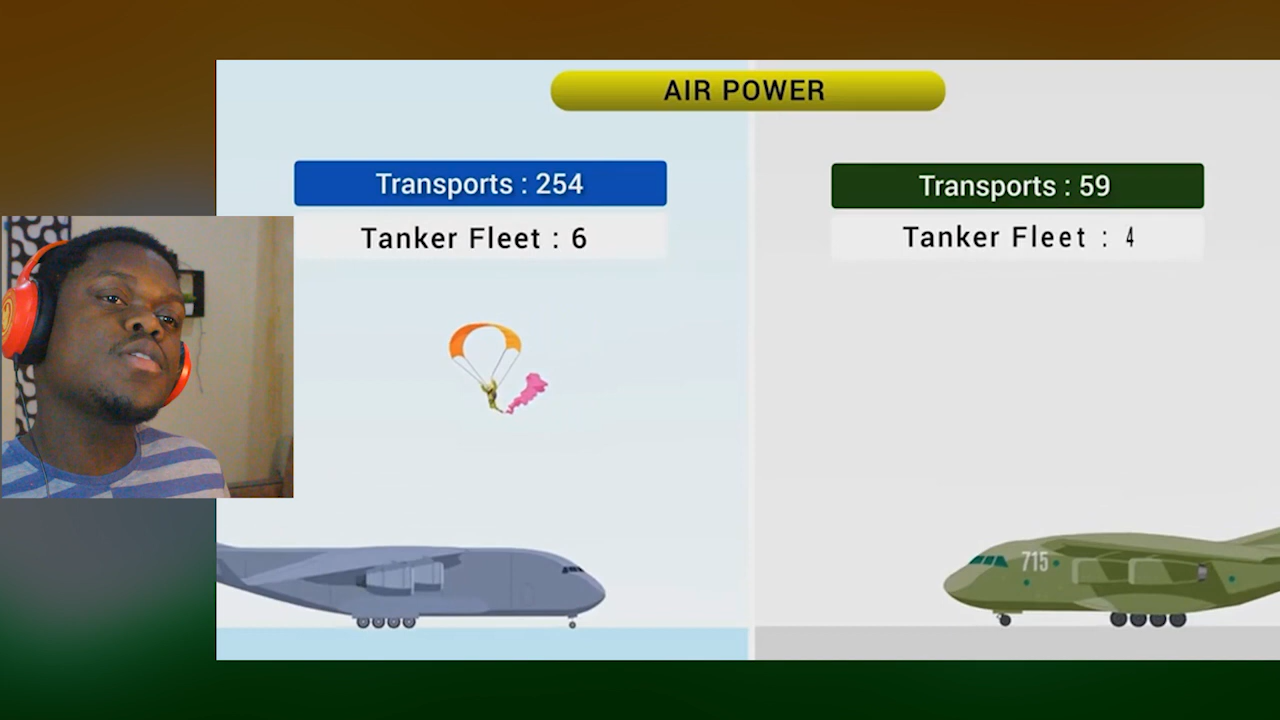 AIR POWER
Transports : 254
Transports : 59
Tanker Fleet : 6
Tanker Fleet : 4
715